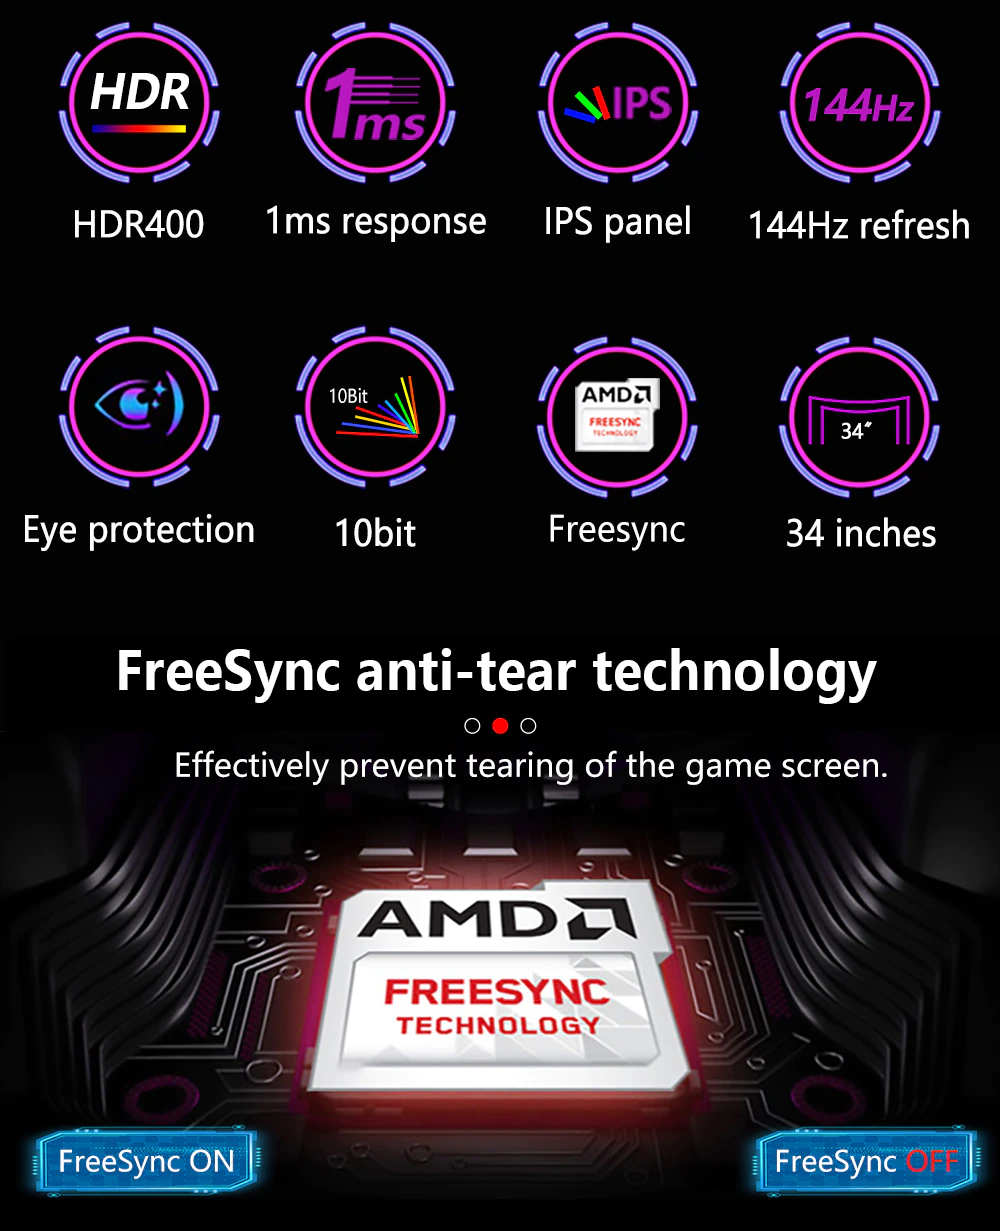 HDR
1ms
IPS
144Hz
HDR400
1ms response
IPS panel
144Hz refresh
10Bit
AMD
FREESYNC
TECHNOLOGY
34″
Eye protection
10bit
Freesync
34 inches
FreeSync anti-tear technology
Effectively prevent tearing of the game screen.
AMD
FREESYNC
TECHNOLOGY
FreeSync ON
FreeSync OFF